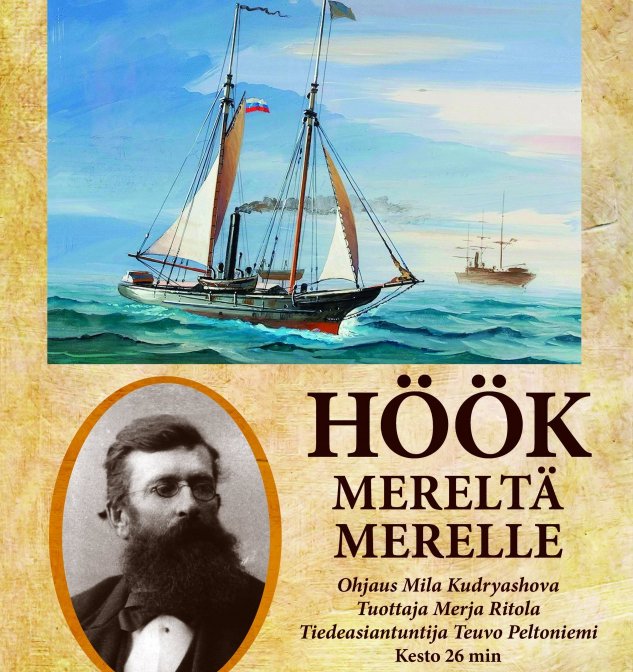 HÖÖK
MERELTÄ
MERELLE
Ohjaus Mila Kudryashova
Tuottaja Merja Ritola
Tiedeasiantuntija Teuvo Peltoniemi
Kesto 26 min